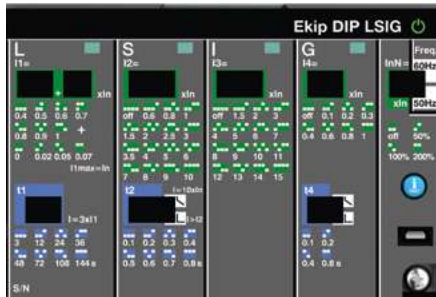 Ekip DIP LSIG
L S I G
I1= I2= I3= I4= InN=
Freq.
60Hz
50Hz
+ xIn xIn xIn xIn xIn
0.4 0.5 0.6 0.7 off 0.6 0.8 1 off 1.5 2 3 off 0.1 0.2 0.3
0.8 0.9 1 + 1.5 2 2.5 3 4 5 6 7 0.4 0.6 0.8 1 off 50%
0 0.02 0.05 0.07 3.5 4 5 6 8 9 10 11 100% 200%
I1max=In 7 8 9 10 12 13 14 15
t1 t2 I=10xIn t4
I=3xI1 I>I2
3 12 24 36 0.1 0.2 0.3 0.4 0.1 0.2
48 72 108 144 s 0.5 0.6 0.7 0.8s 0.4 0.8 s
S/N